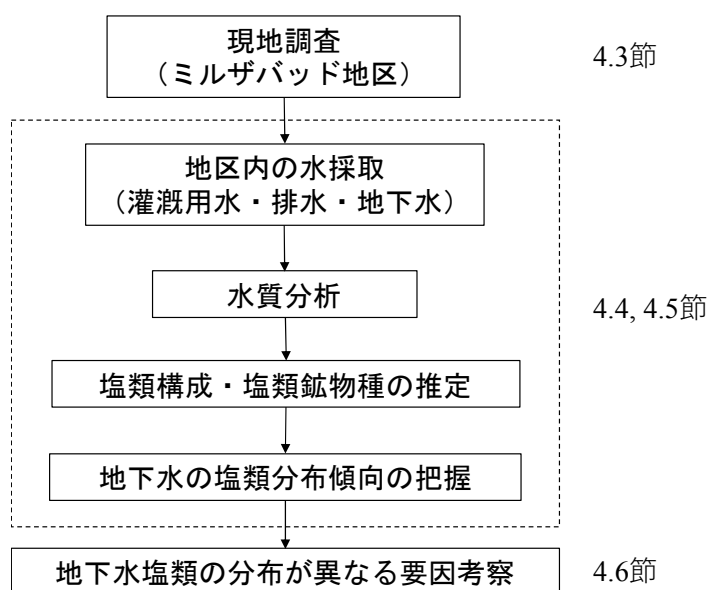 現地調査
（ミルザバッド地区）
4.3節
地区内の水採取
（灌漑用水・排水・地下水）
水質分析
4.4, 4.5節
塩類構成・塩類鉱物種の推定
地下水の塩類分布傾向の把握
地下水塩類の分布が異なる要因考察
4.6節